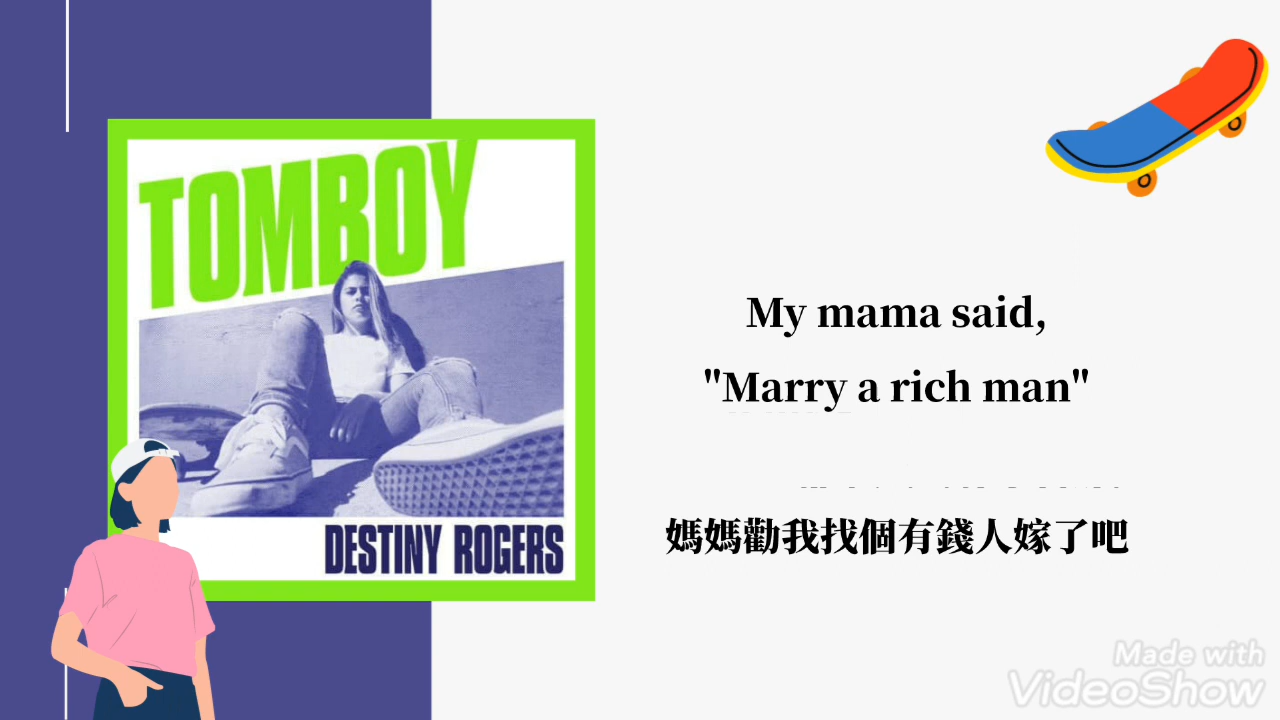 TOMBOY
DESTINY ROGERS
My mama said,
"Marry a rich man"
媽媽勸我找個有錢人嫁了吧
Made with
VideoShow